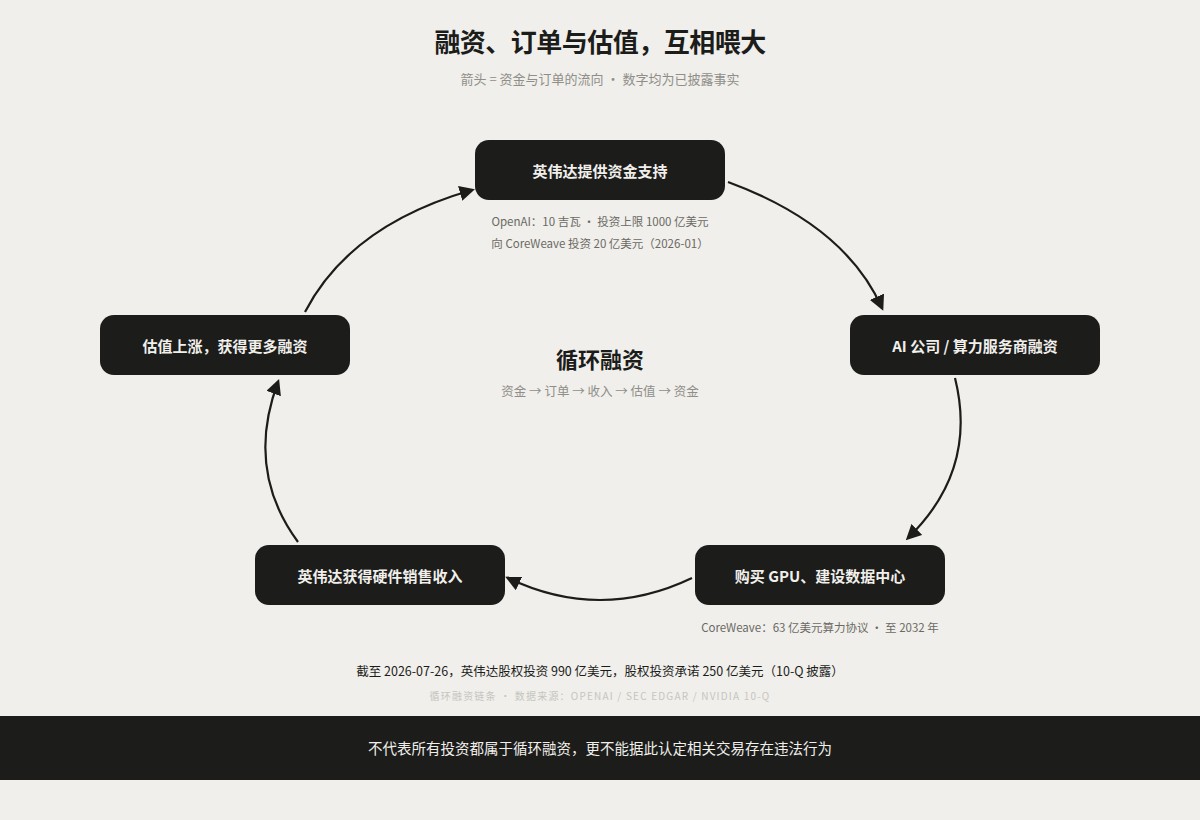 融资、订单与估值，互相喂大
箭头 = 资金与订单的流向 · 数字均为已披露事实
英伟达提供资金支持
OpenAI：10 吉瓦 · 投资上限 1000 亿美元
向 CoreWeave 投资 20 亿美元（2026-01）
估值上涨，获得更多融资
AI 公司 / 算力服务商融资
循环融资
资金 → 订单 → 收入 → 估值 → 资金
英伟达获得硬件销售收入
购买 GPU、建设数据中心
CoreWeave：63 亿美元算力协议 · 至 2032 年
截至 2026-07-26，英伟达股权投资 990 亿美元，股权投资承诺 250 亿美元（10-Q 披露）
循环融资链条 · 数据来源：OPENAI / SEC EDGAR / NVIDIA 10-Q
不代表所有投资都属于循环融资，更不能据此认定相关交易存在违法行为